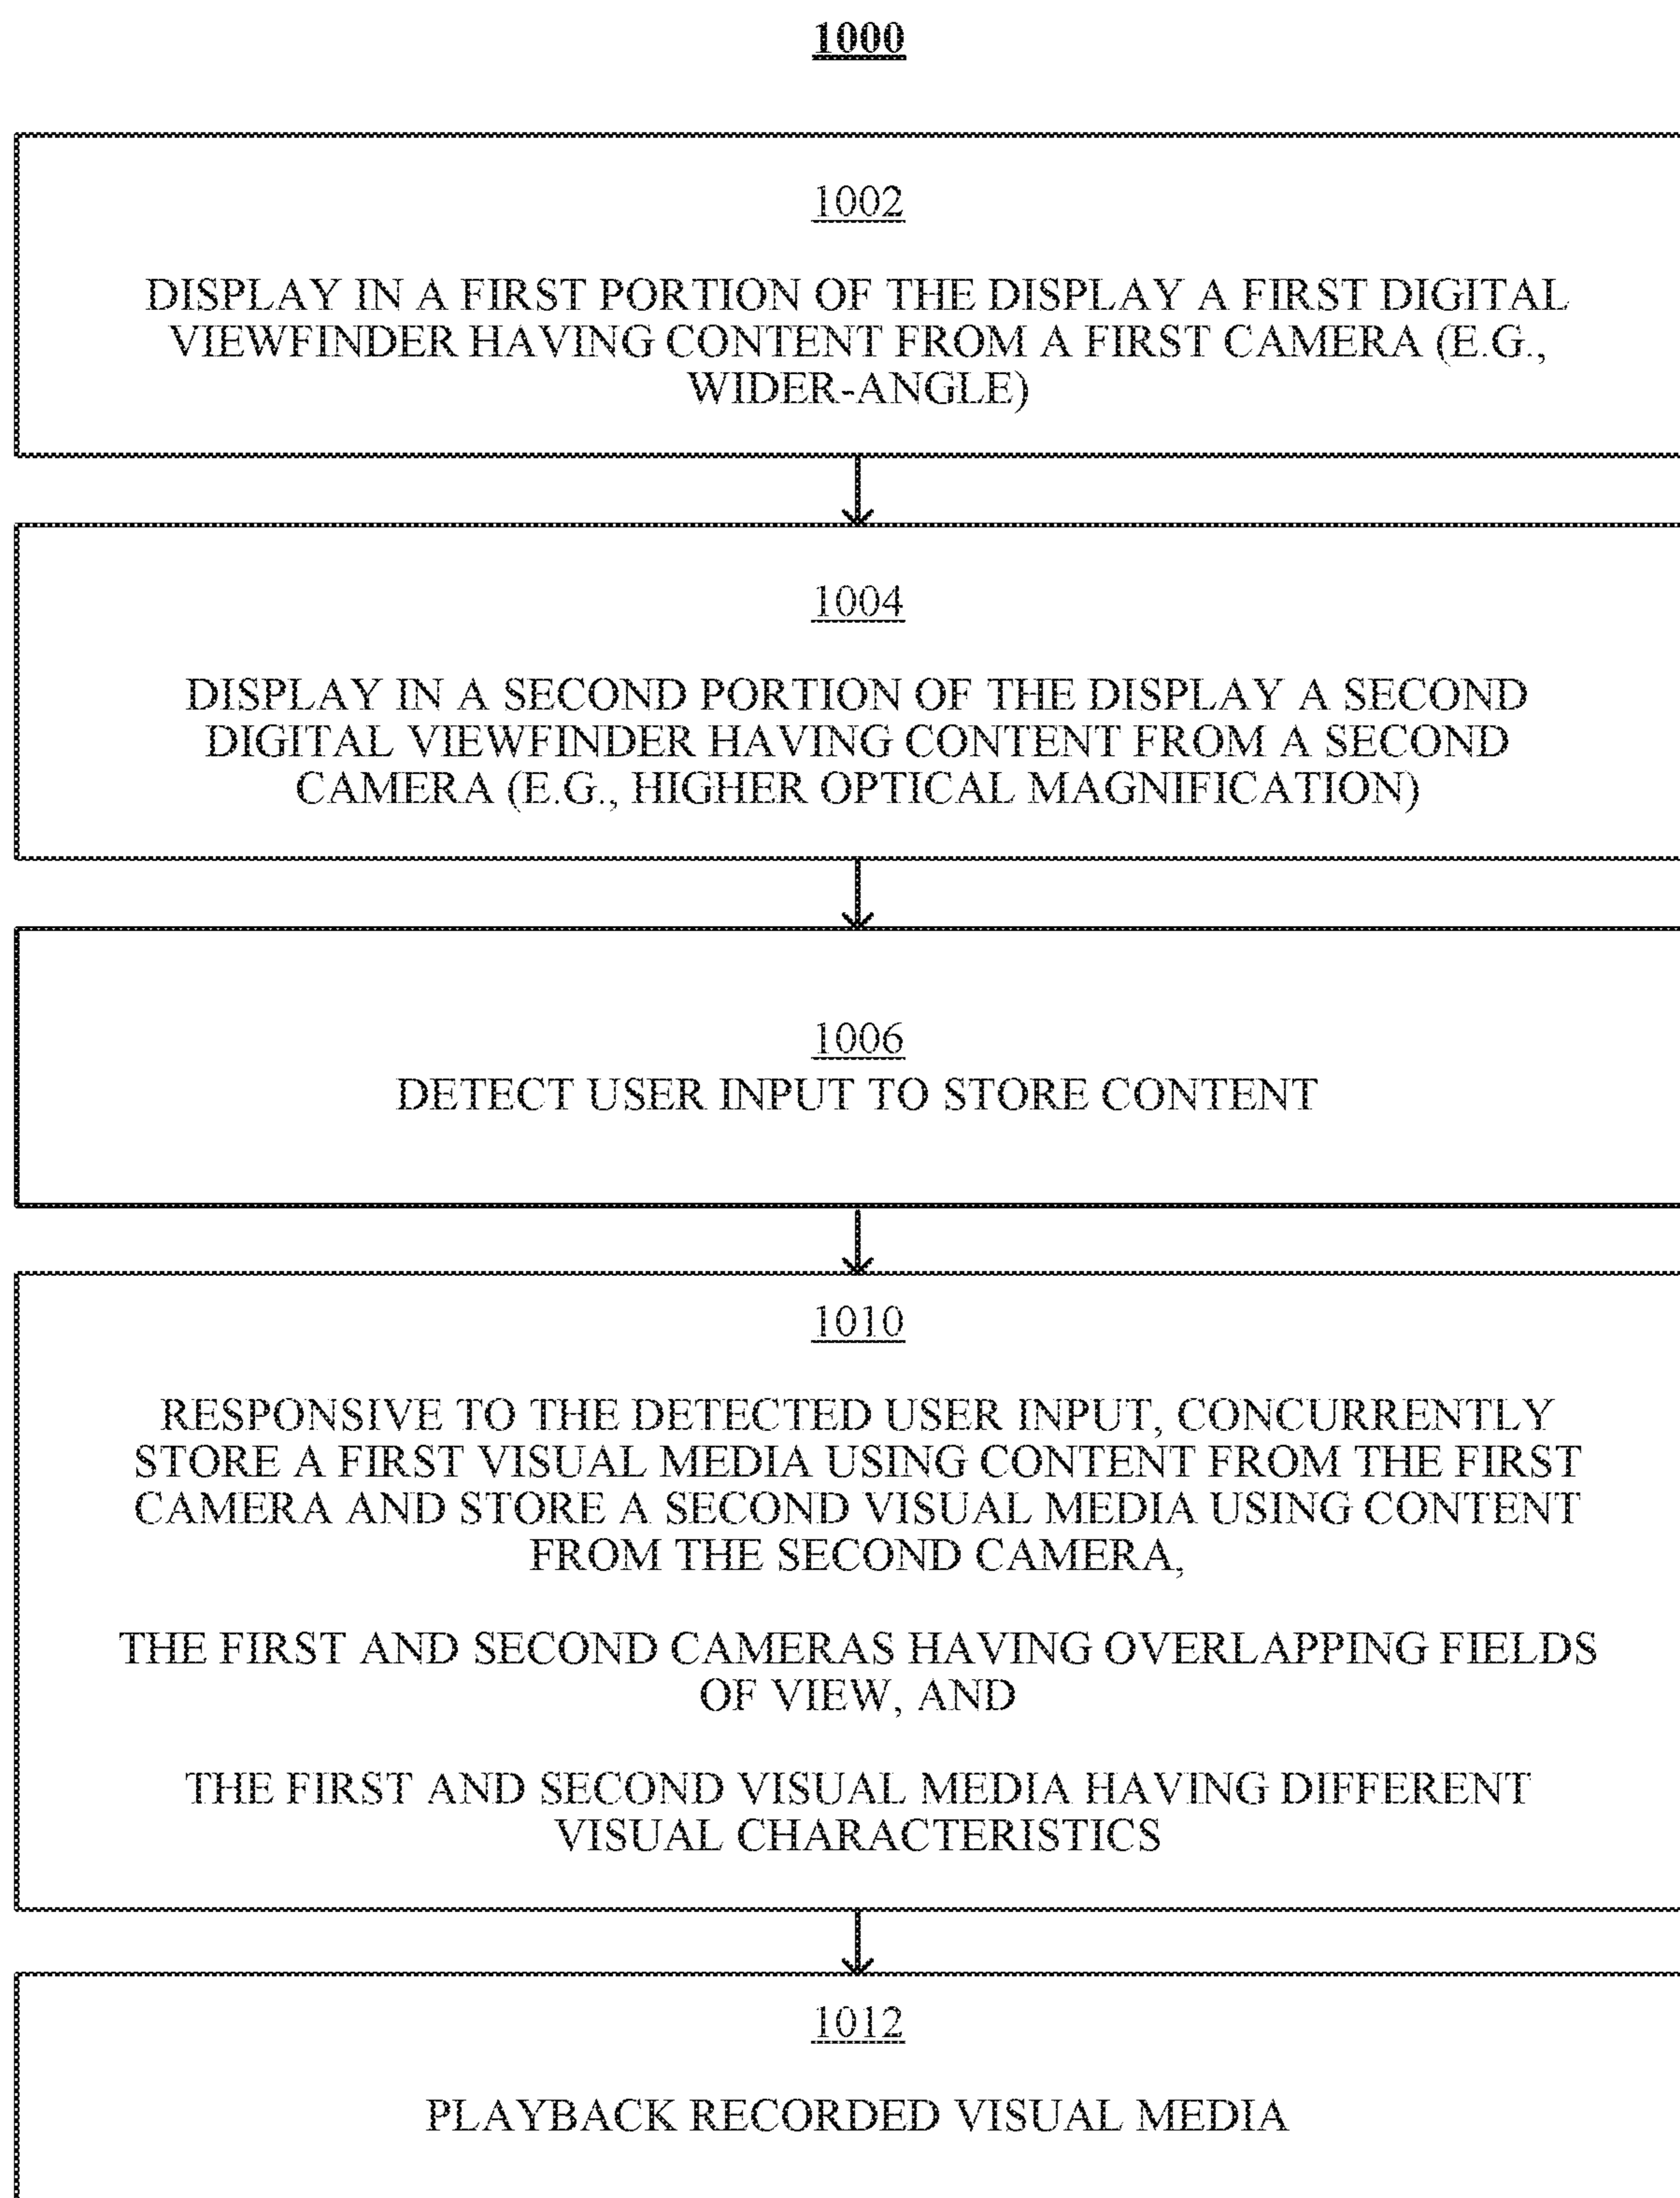 1000
1002
DISPLAY IN A FIRST PORTION OF THE DISPLAY A FIRST DIGITAL
VIEWFINDER HAVING CONTENT FROM A FIRST CAMERA (E.G.,
WIDER-ANGLE)
1004
DISPLAY IN A SECOND PORTION OF THE DISPLAY A SECOND
DIGITAL VIEWFINDER HAVING CONTENT FROM A SECOND
CAMERA (E.G., HIGHER OPTICAL MAGNIFICATION)
1006
DETECT USER INPUT TO STORE CONTENT
1010
RESPONSIVE TO THE DETECTED USER INPUT, CONCURRENTLY
STORE A FIRST VISUAL MEDIA USING CONTENT FROM THE FIRST
CAMERA AND STORE A SECOND VISUAL MEDIA USING CONTENT
FROM THE SECOND CAMERA,
THE FIRST AND SECOND CAMERAS HAVING OVERLAPPING FIELDS
OF VIEW, AND
THE FIRST AND SECOND VISUAL MEDIA HAVING DIFFERENT
VISUAL CHARACTERISTICS
1012
PLAYBACK RECORDED VISUAL MEDIA